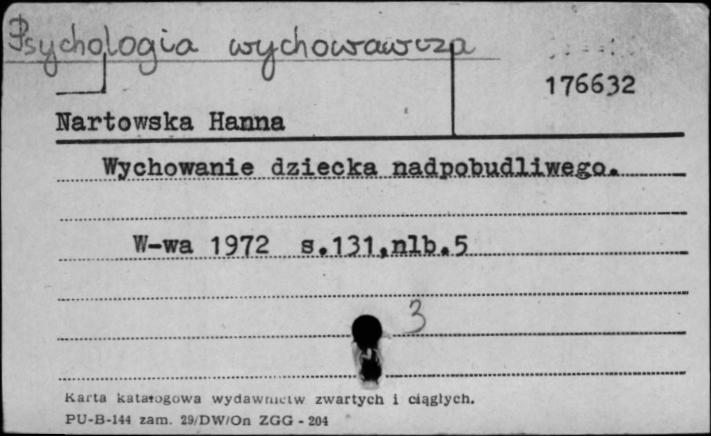 Psychologia wychowawcza
176632
Nartowska Hanna
Wychowanie dziecka nadpobudliwego.
W-wa 1972 s.131,nlb.5
3
Karta katalogowa wydawnictw zwartych i ciągłych.
PU-B-144 zam. 29/DW/On ZGG - 204